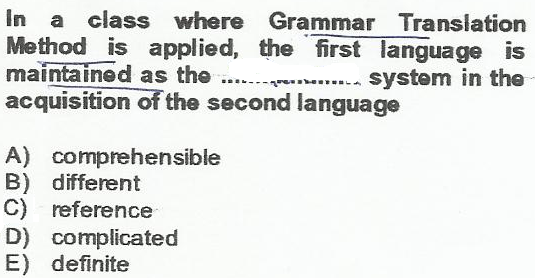 In a class where Grammar Translation
Method is applied, the first language is
maintained as the .................... system in the
acquisition of the second language
A) comprehensible
B) different
C) reference
D) complicated
E) definite